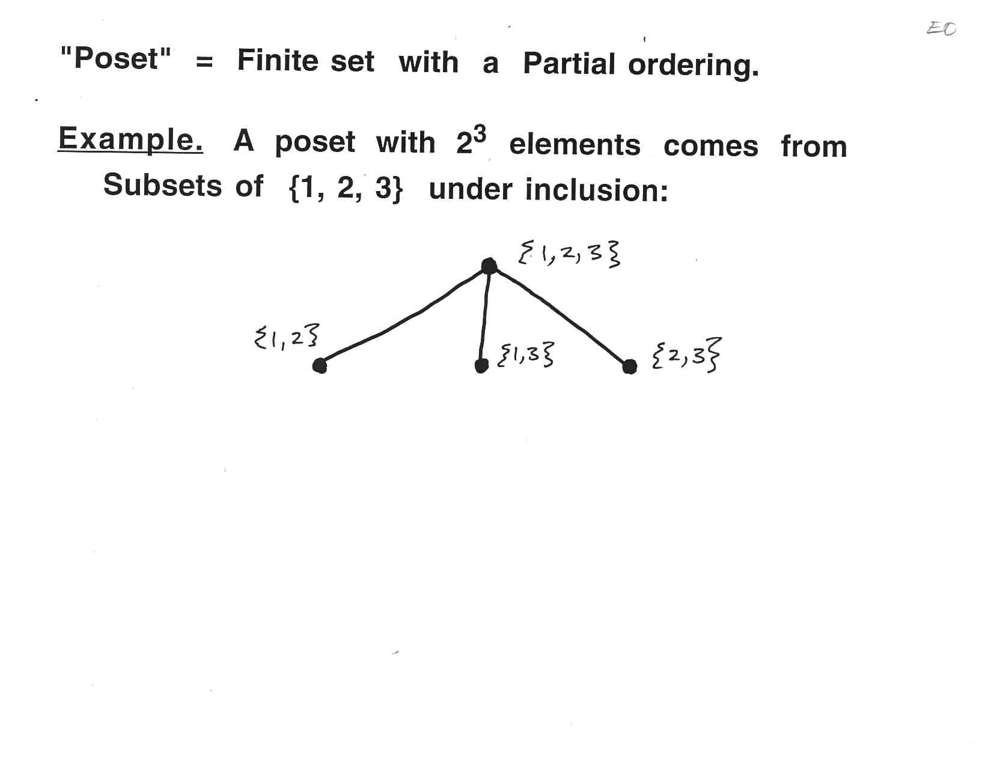 EO
"Poset" = Finite set with a Partial ordering.
Example. A poset with 2³ elements comes from
Subsets of {1, 2, 3} under inclusion:
{1,2,3}
{1,2}
{1,3}
{2,3}